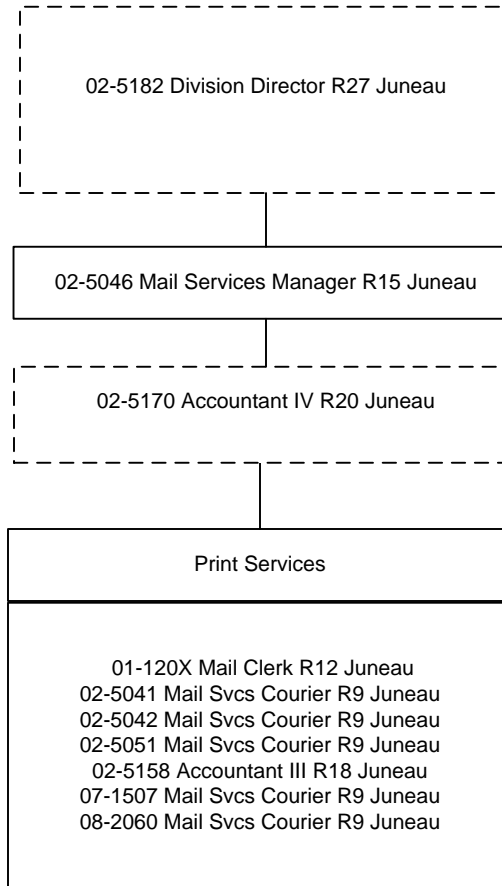 02-5182 Division Director R27 Juneau
02-5046 Mail Services Manager R15 Juneau
02-5170 Accountant IV R20 Juneau
Print Services
01-120X Mail Clerk R12 Juneau
02-5041 Mail Svcs Courier R9 Juneau
02-5042 Mail Svcs Courier R9 Juneau
02-5051 Mail Svcs Courier R9 Juneau
02-5158 Accountant III R18 Juneau
07-1507 Mail Svcs Courier R9 Juneau
08-2060 Mail Svcs Courier R9 Juneau